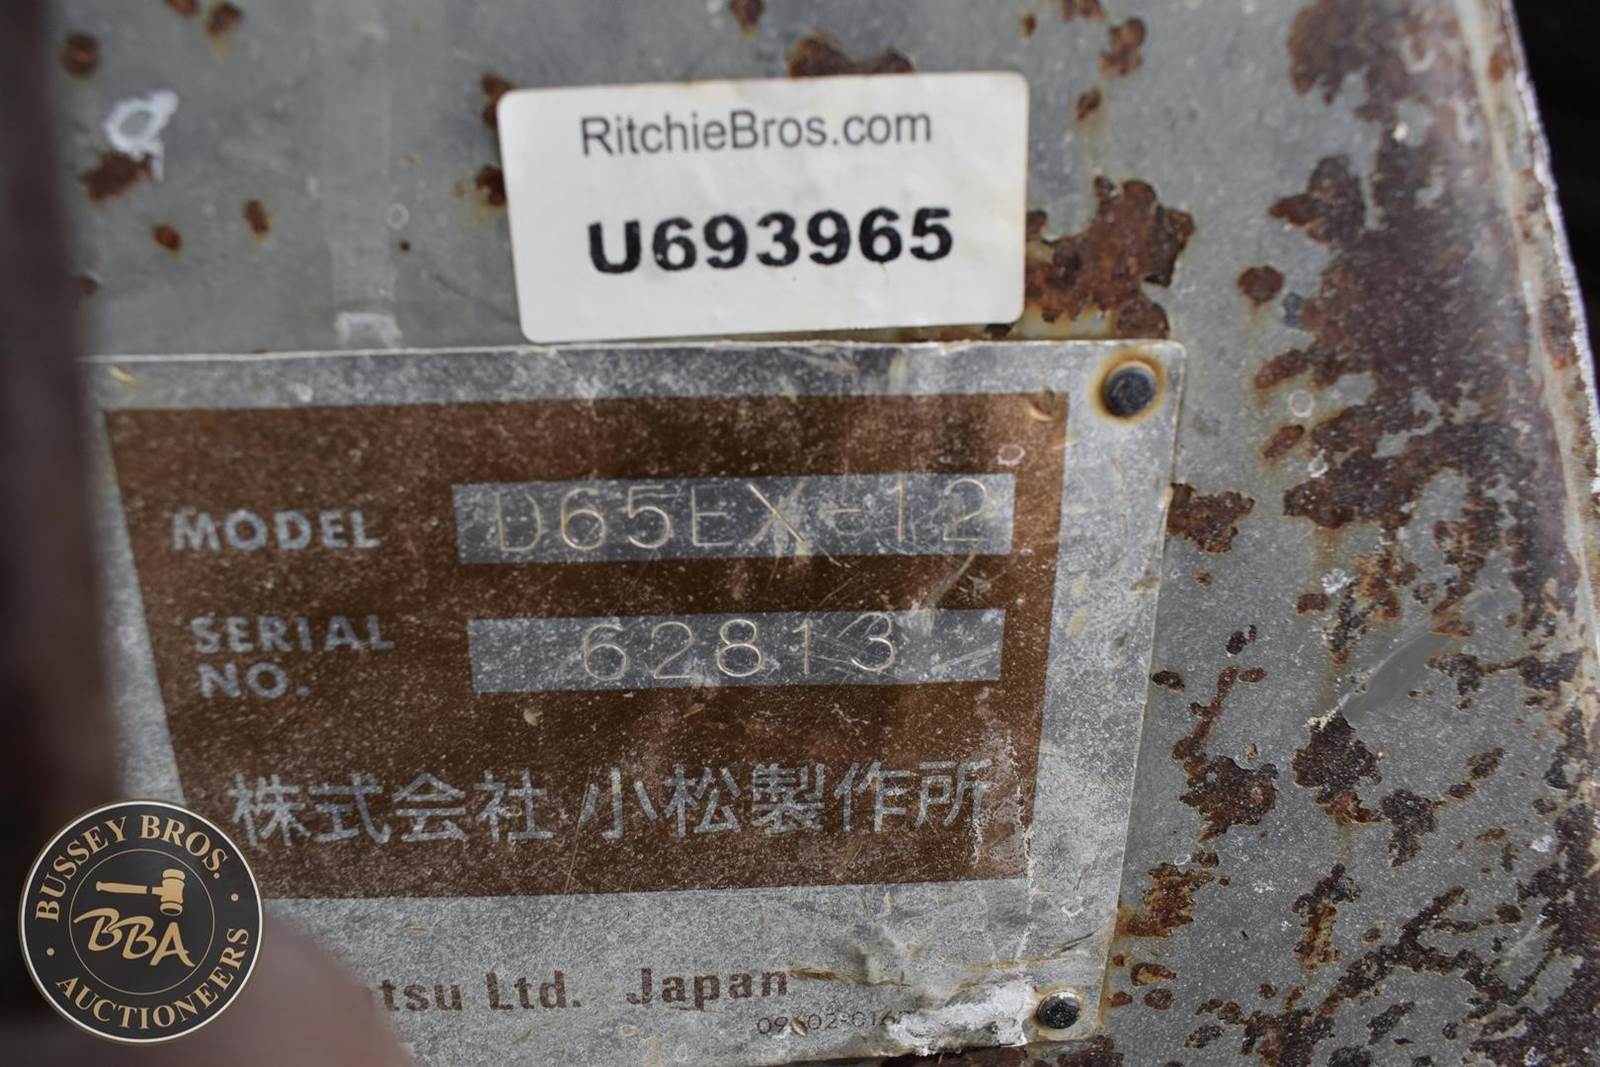 RitchieBros.com
U693965
MODEL D65EX-12
SERIAL NO. 62813
株式会社 小松製作所
Ltd. Japan
BUSSEY BROS.
BBA
AUCTIONEERS